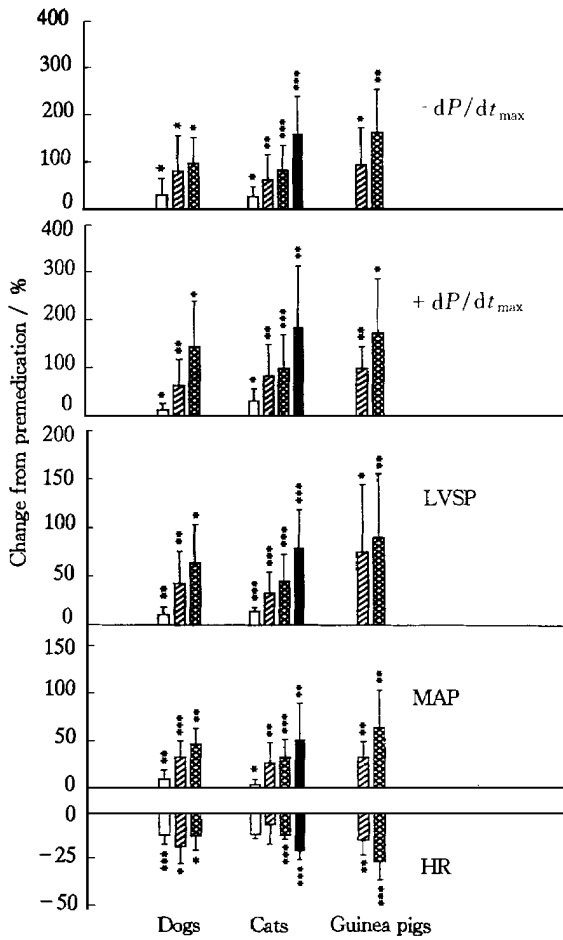 Change from premedication / %
400
300
200
100
0
* * * * ** *** *** * **
- dP/dt max
400
300
200
100
0
* ** * * ** *** ** ** *
+ dP/dt max
200
150
100
50
0
** ** * *** *** *** *** * **
LVSP
150
100
50
0
** *** ** * ** *** ** ** **
MAP
0
-25
-50
*** * * *** *** ** ***
HR
Dogs Cats Guinea pigs